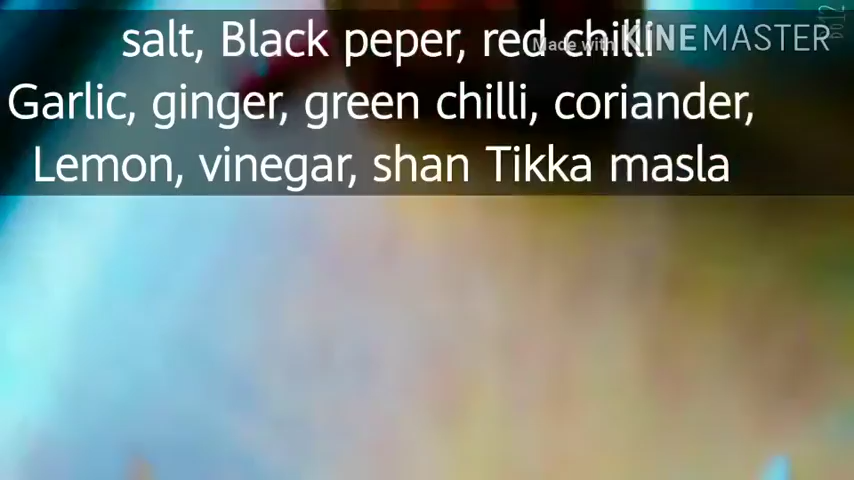 salt, Black peper, red chilli
Made with KINEMASTER
Garlic, ginger, green chilli, coriander,
Lemon, vinegar, shan Tikka masla